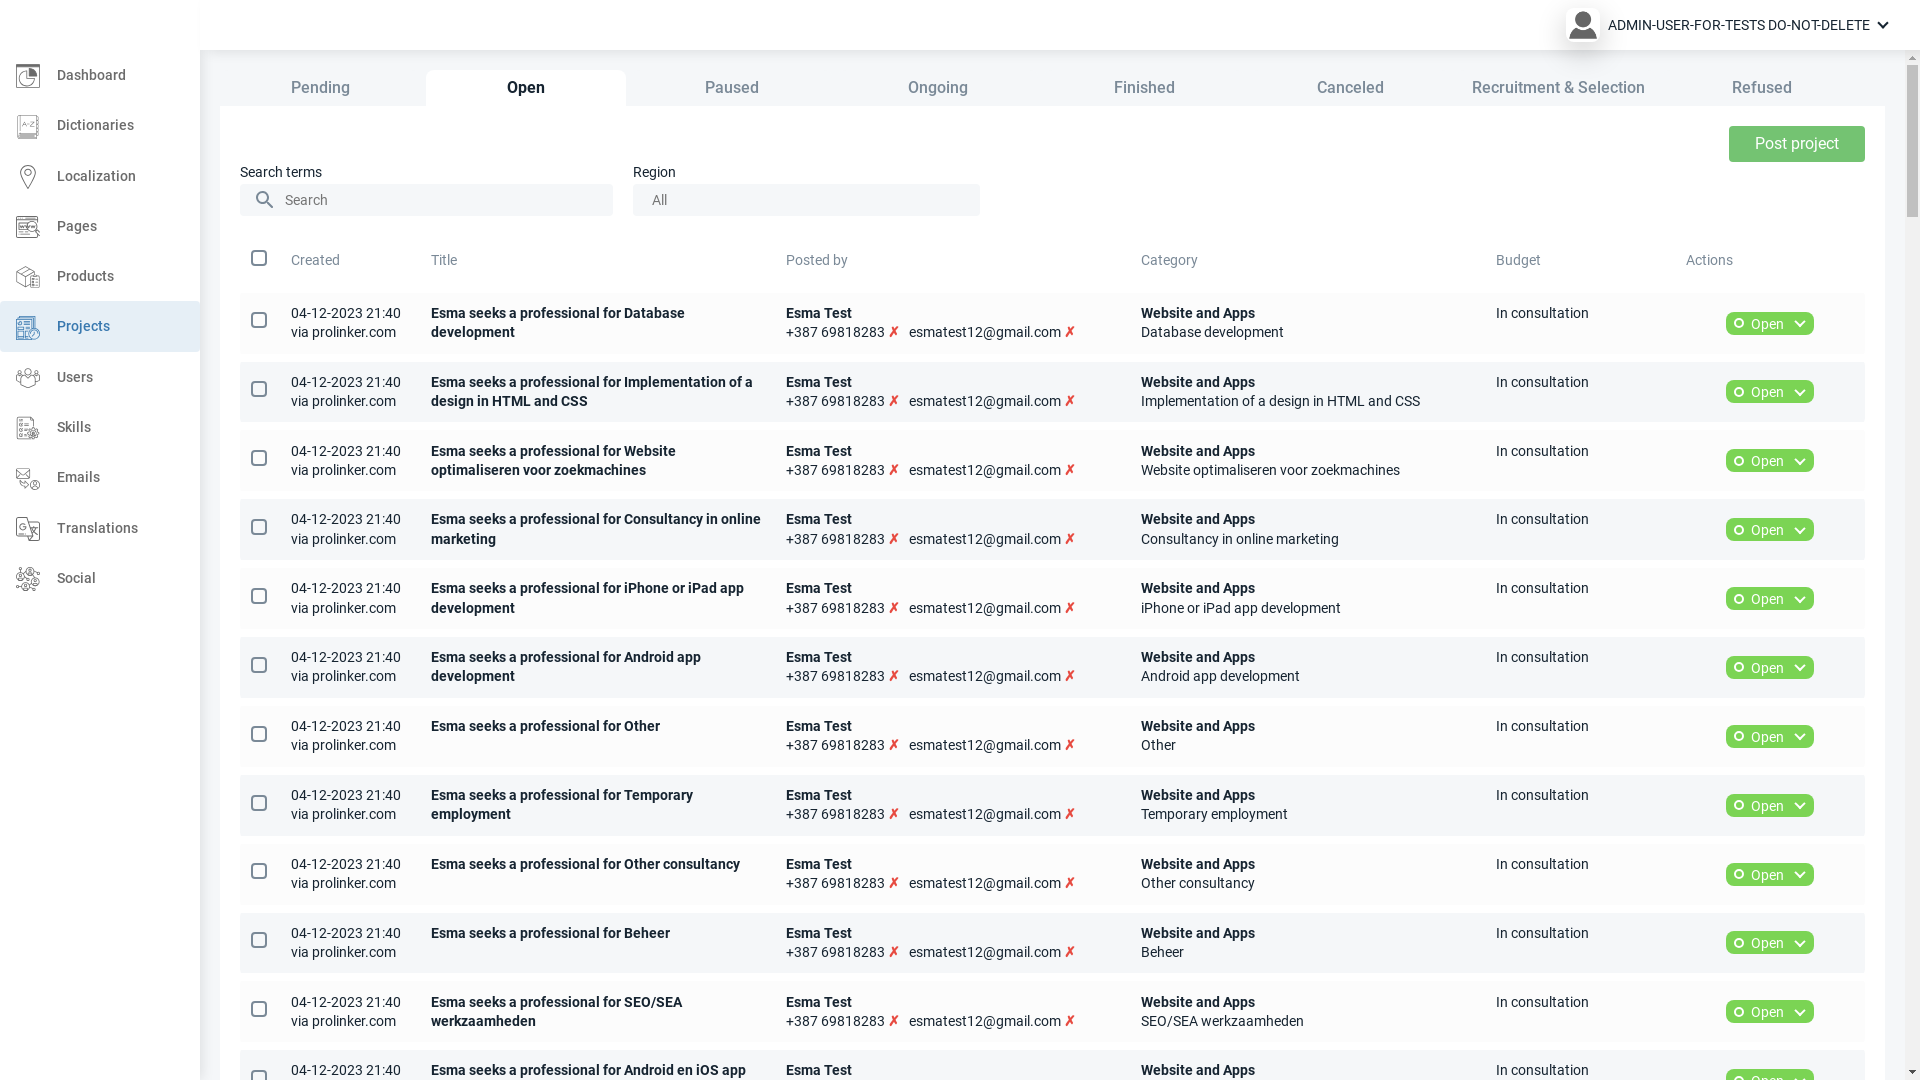 ADMIN-USER-FOR-TESTS DO-NOT-DELETE
Dashboard
Dictionaries
Localization
Pages
Products
Projects
Users
Skills
Emails
Translations
Social
Pending
Open
Paused
Ongoing
Finished
Canceled
Recruitment & Selection
Refused
Post project
Search terms
Region
Search
All
Created
Title
Posted by
Category
Budget
Actions
04-12-2023 21:40
via prolinker.com
Esma seeks a professional for Database
development
Esma Test
+387 69818283 ✗ esmatest12@gmail.com ✗
Website and Apps
Database development
In consultation
Open
04-12-2023 21:40
via prolinker.com
Esma seeks a professional for Implementation of a
design in HTML and CSS
Esma Test
+387 69818283 ✗ esmatest12@gmail.com ✗
Website and Apps
Implementation of a design in HTML and CSS
In consultation
Open
04-12-2023 21:40
via prolinker.com
Esma seeks a professional for Website
optimaliseren voor zoekmachines
Esma Test
+387 69818283 ✗ esmatest12@gmail.com ✗
Website and Apps
Website optimaliseren voor zoekmachines
In consultation
Open
04-12-2023 21:40
via prolinker.com
Esma seeks a professional for Consultancy in online
marketing
Esma Test
+387 69818283 ✗ esmatest12@gmail.com ✗
Website and Apps
Consultancy in online marketing
In consultation
Open
04-12-2023 21:40
via prolinker.com
Esma seeks a professional for iPhone or iPad app
development
Esma Test
+387 69818283 ✗ esmatest12@gmail.com ✗
Website and Apps
iPhone or iPad app development
In consultation
Open
04-12-2023 21:40
via prolinker.com
Esma seeks a professional for Android app
development
Esma Test
+387 69818283 ✗ esmatest12@gmail.com ✗
Website and Apps
Android app development
In consultation
Open
04-12-2023 21:40
via prolinker.com
Esma seeks a professional for Other
Esma Test
+387 69818283 ✗ esmatest12@gmail.com ✗
Website and Apps
Other
In consultation
Open
04-12-2023 21:40
via prolinker.com
Esma seeks a professional for Temporary
employment
Esma Test
+387 69818283 ✗ esmatest12@gmail.com ✗
Website and Apps
Temporary employment
In consultation
Open
04-12-2023 21:40
via prolinker.com
Esma seeks a professional for Other consultancy
Esma Test
+387 69818283 ✗ esmatest12@gmail.com ✗
Website and Apps
Other consultancy
In consultation
Open
04-12-2023 21:40
via prolinker.com
Esma seeks a professional for Beheer
Esma Test
+387 69818283 ✗ esmatest12@gmail.com ✗
Website and Apps
Beheer
In consultation
Open
04-12-2023 21:40
via prolinker.com
Esma seeks a professional for SEO/SEA
werkzaamheden
Esma Test
+387 69818283 ✗ esmatest12@gmail.com ✗
Website and Apps
SEO/SEA werkzaamheden
In consultation
Open
04-12-2023 21:40
Esma seeks a professional for Android en iOS app
Esma Test
Website and Apps
In consultation
Open